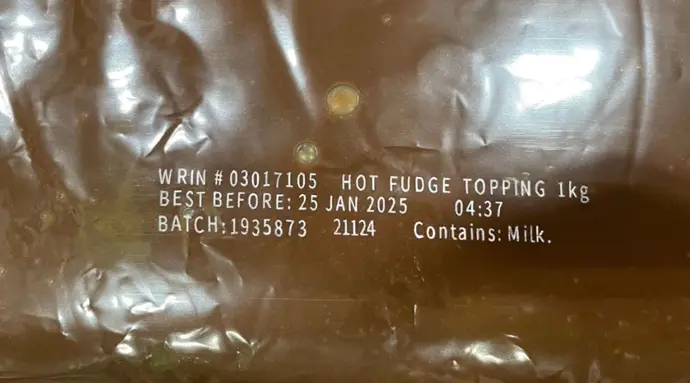 WRIN # 03017105 HOT FUDGE TOPPING 1kg
BEST BEFORE: 25 JAN 2025 04:37
BATCH: 1935873 21124 Contains: Milk.